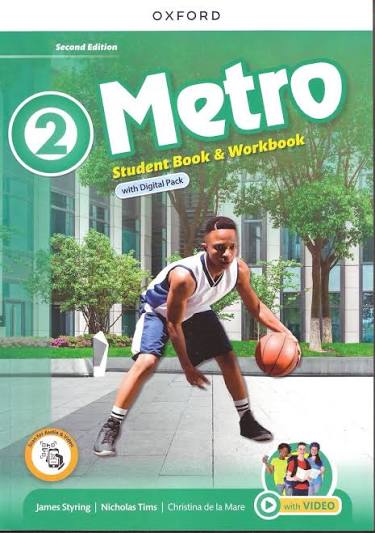 OXFORD
Second Edition
2 Metro
Student Book & Workbook
with Digital Pack
James Styring | Nicholas Tims | Christina de la Mare
with VIDEO